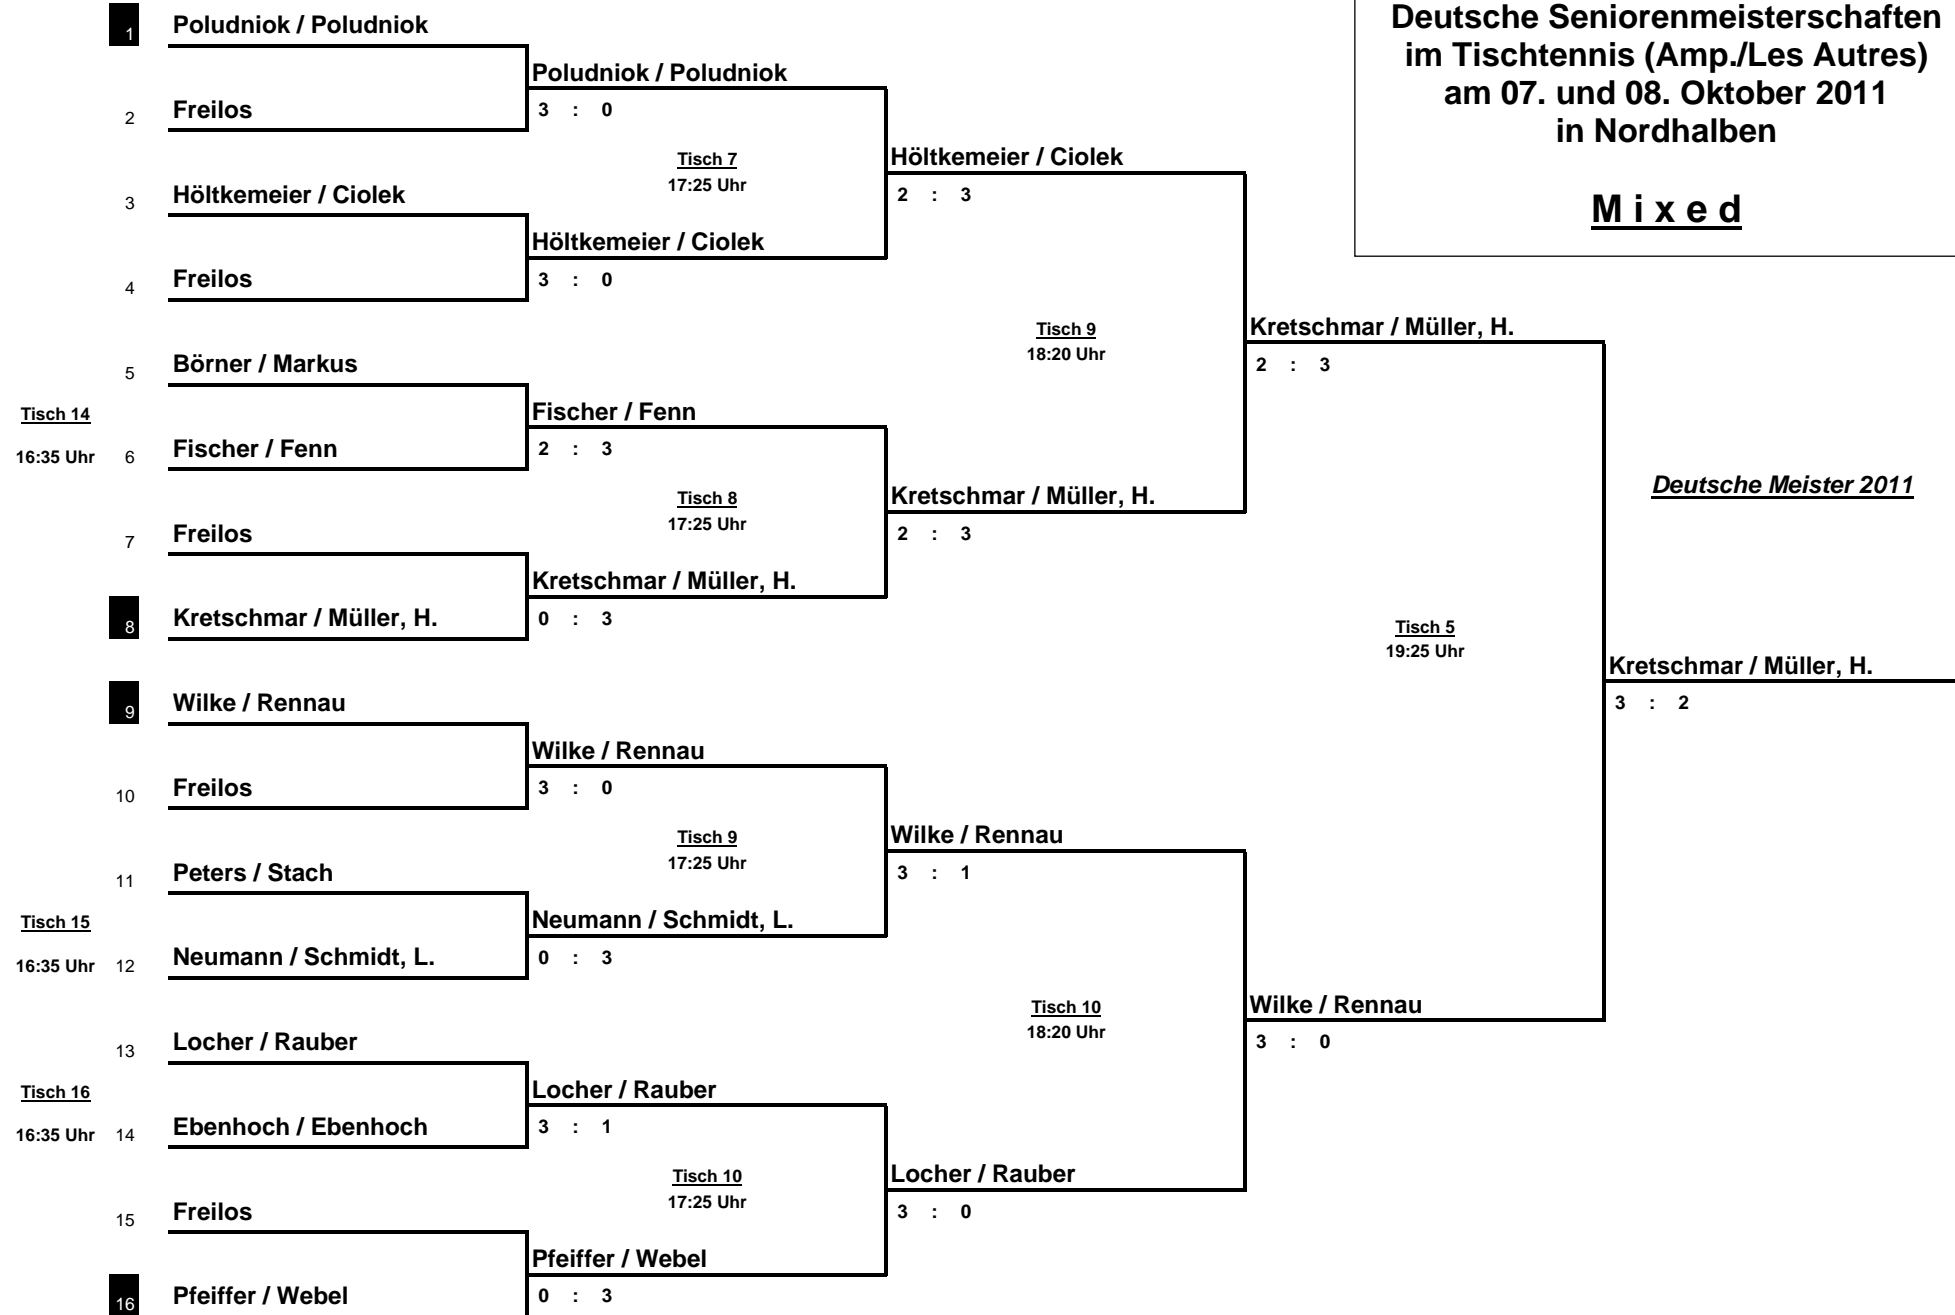 Deutsche Seniorenmeisterschaften
im Tischtennis (Amp./Les Autres)
am 07. und 08. Oktober 2011
in Nordhalben
M i x e d
1 Poludniok / Poludniok
Poludniok / Poludniok
2 Freilos
3 : 0
Tisch 7
17:25 Uhr
Höltkemeier / Ciolek
2 : 3
3 Höltkemeier / Ciolek
Höltkemeier / Ciolek
4 Freilos
3 : 0
Tisch 9
18:20 Uhr
Kretschmar / Müller, H.
2 : 3
5 Börner / Markus
Tisch 14
16:35 Uhr
Fischer / Fenn
6 Fischer / Fenn
2 : 3
Tisch 8
17:25 Uhr
Kretschmar / Müller, H.
2 : 3
Deutsche Meister 2011
7 Freilos
Kretschmar / Müller, H.
8 Kretschmar / Müller, H.
0 : 3
Tisch 5
19:25 Uhr
Kretschmar / Müller, H.
3 : 2
9 Wilke / Rennau
Wilke / Rennau
10 Freilos
3 : 0
Tisch 9
17:25 Uhr
Wilke / Rennau
3 : 1
11 Peters / Stach
Tisch 15
16:35 Uhr
Neumann / Schmidt, L.
12 Neumann / Schmidt, L.
0 : 3
Tisch 10
18:20 Uhr
Wilke / Rennau
3 : 0
13 Locher / Rauber
Tisch 16
16:35 Uhr
Locher / Rauber
14 Ebenhoch / Ebenhoch
3 : 1
Tisch 10
17:25 Uhr
Locher / Rauber
3 : 0
15 Freilos
Pfeiffer / Webel
16 Pfeiffer / Webel
0 : 3